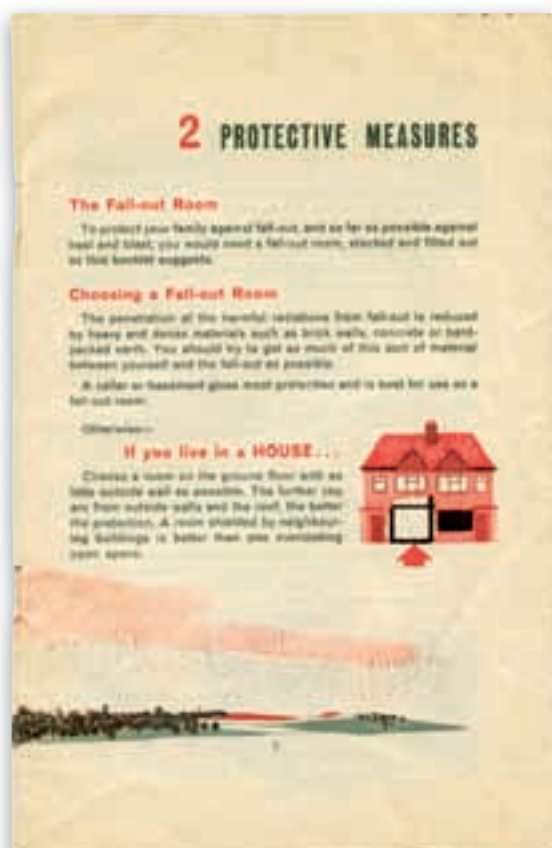 2 PROTECTIVE MEASURES
The Fall-out Room
To protect your family against fall-out, and so far as possible against
heat and blast, you would need a fall-out room, stocked and fitted out
as this booklet suggests.
Choosing a Fall-out Room
The penetration of the harmful radiations from fall-out is reduced
by heavy and dense materials such as brick walls, concrete or hard-
packed earth. You should try to get as much of this sort of material
between yourself and the fall-out as possible.
A cellar or basement gives most protection and is best for use as a
fall-out room.
Otherwise—
If you live in a HOUSE...
Choose a room on the ground floor with as
little outside wall as possible. The further you
are from outside walls and the roof, the better
the protection. A room shielded by neighbour-
ing buildings is better than one overlooking
open space.